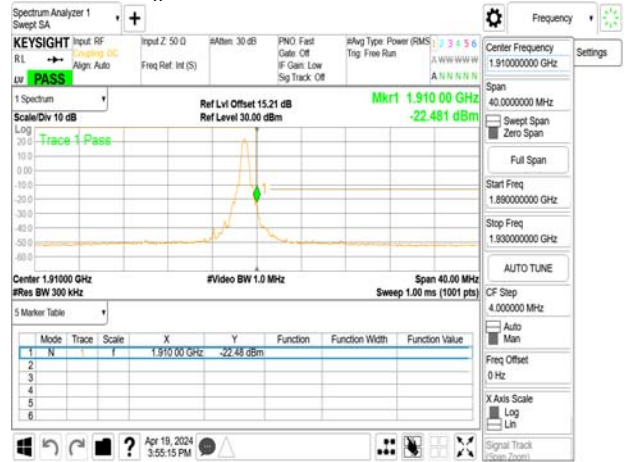 Spectrum Analyzer 1
Swept SA
+
Frequency
KEYSIGHT
Input: RF
Coupling: DC
Align: Auto
Input Z: 50 Ω
Freq Ref: Int (S)
#Atten: 30 dB
PNO: Fast
Gate: Off
IF Gain: Low
Sig Track: Off
#Avg Type: Power (RMS
Trig: Free Run
1 2 3 4 5 6
A W W W W W
A N N N N N
RL
LV PASS
Center Frequency
1.910000000 GHz
Settings
Span
40.0000000 MHz
Swept Span
Zero Span
Full Span
Start Freq
1.890000000 GHz
Stop Freq
1.930000000 GHz
AUTO TUNE
CF Step
4.000000 MHz
Auto
Man
Freq Offset
0 Hz
X Axis Scale
Log
Lin
Signal Track
(Span Zoom)
1 Spectrum
Scale/Div 10 dB
Ref Lvl Offset 15.21 dB
Ref Level 30.00 dBm
Mkr1 1.910 00 GHz
-22.481 dBm
Log
Trace 1 Pass
20.0
10.0
0.00
-10.0
-20.0
-30.0
-40.0
-50.0
-60.0
1
Center 1.91000 GHz
#Res BW 300 kHz
#Video BW 1.0 MHz
Span 40.00 MHz
Sweep 1.00 ms (1001 pts)
5 Marker Table
Mode Trace Scale X Y Function Function Width Function Value
1 N 1 f 1.910 00 GHz -22.48 dBm
2
3
4
5
6
?
Apr 19, 2024
3:55:15 PM